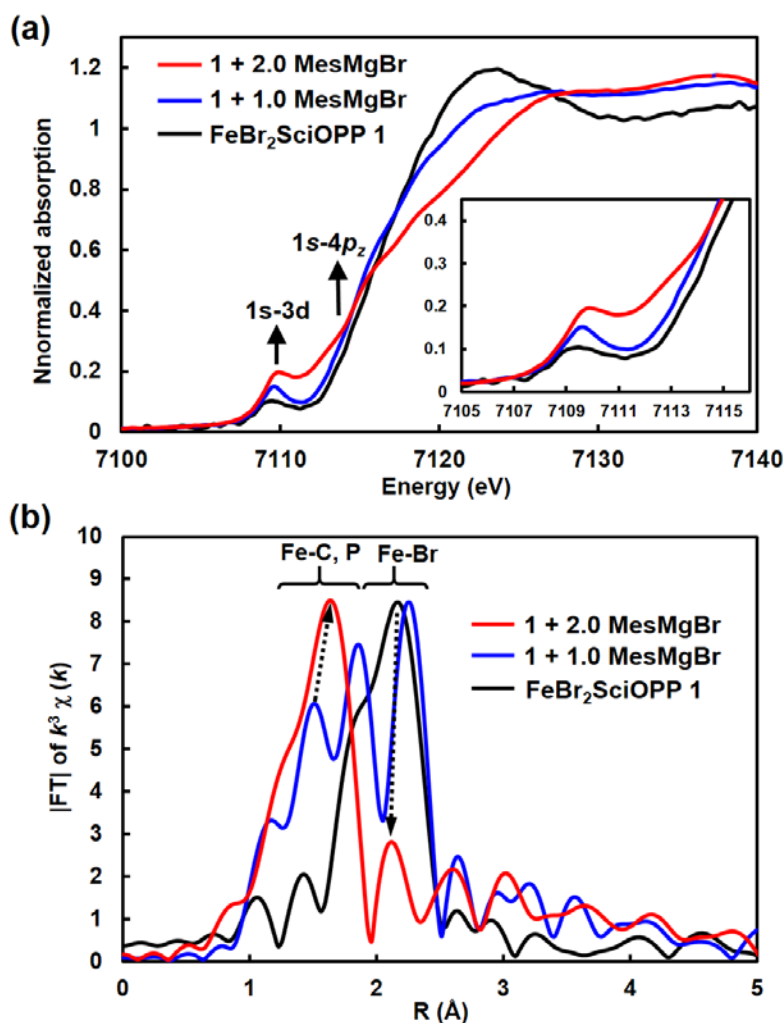 (a)
1 + 2.0 MesMgBr
1 + 1.0 MesMgBr
FeBr₂SciOPP 1
1s-4p_z
1s-3d
Nnormalized absorption
1.2
1
0.8
0.6
0.4
0.2
0
7100 7110 7120 7130 7140
Energy (eV)
0.4
0.3
0.2
0.1
0
7105 7107 7109 7111 7113 7115
(b)
Fe-C, P Fe-Br
1 + 2.0 MesMgBr
1 + 1.0 MesMgBr
FeBr₂SciOPP 1
|FT| of k³ χ (k)
10
9
8
7
6
5
4
3
2
1
0
0 1 2 3 4 5
R (Å)